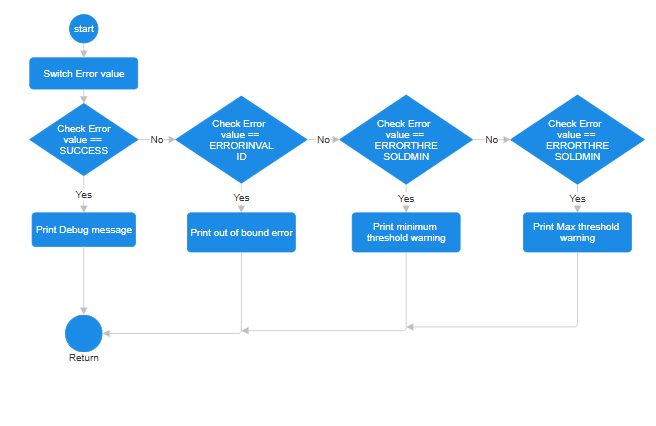 start
Switch Error value
Check Error
value ==
SUCCESS
No
Check Error
value ==
ERRORINVAL
ID
No
Check Error
value ==
ERRORTHRE
SOLDMIN
No
Check Error
value ==
ERRORTHRE
SOLDMIN
Yes
Yes
Yes
Yes
Print Debug message
Print out of bound error
Print minimum
threshold warning
Print Max threshold
warning
Return